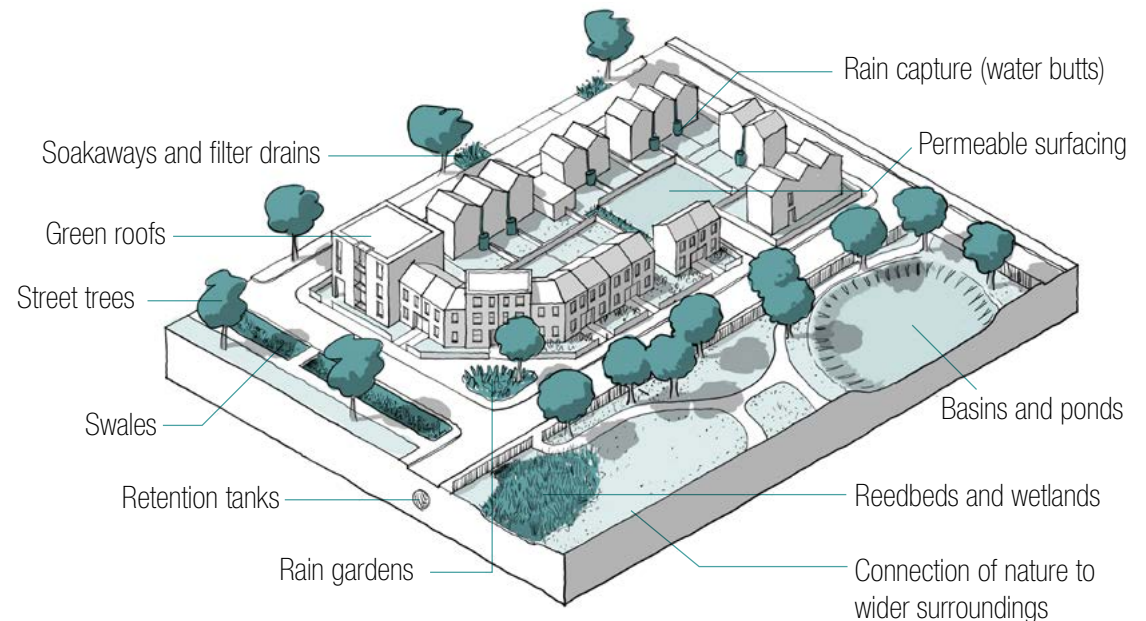 Rain capture (water butts)
Permeable surfacing
Soakaways and filter drains
Green roofs
Street trees
Swales
Basins and ponds
Retention tanks
Reedbeds and wetlands
Rain gardens
Connection of nature to
wider surroundings